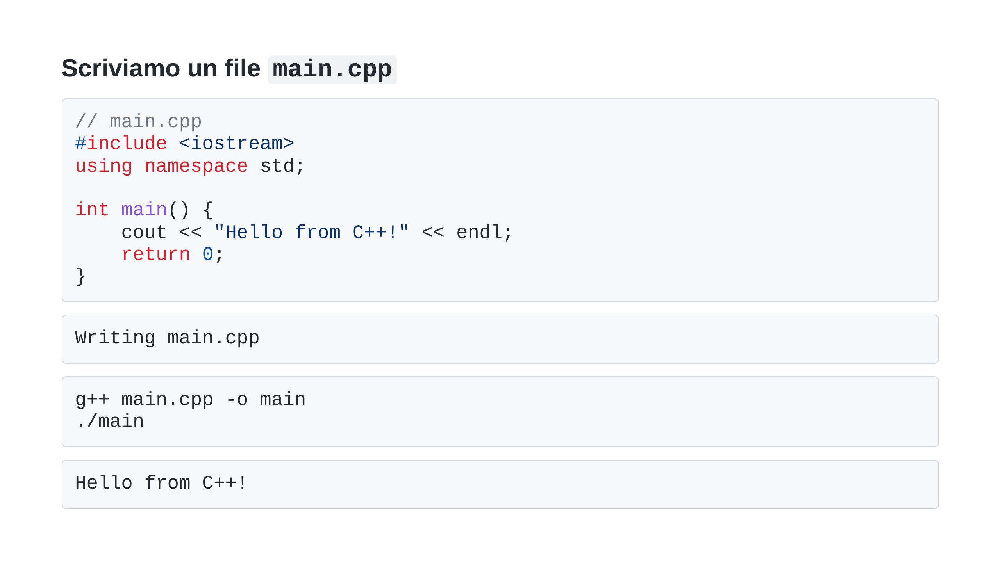 Scriviamo un file main.cpp
// main.cpp
#include <iostream>
using namespace std;
int main() {
    cout << "Hello from C++!" << endl;
    return 0;
}
Writing main.cpp
g++ main.cpp -o main
./main
Hello from C++!